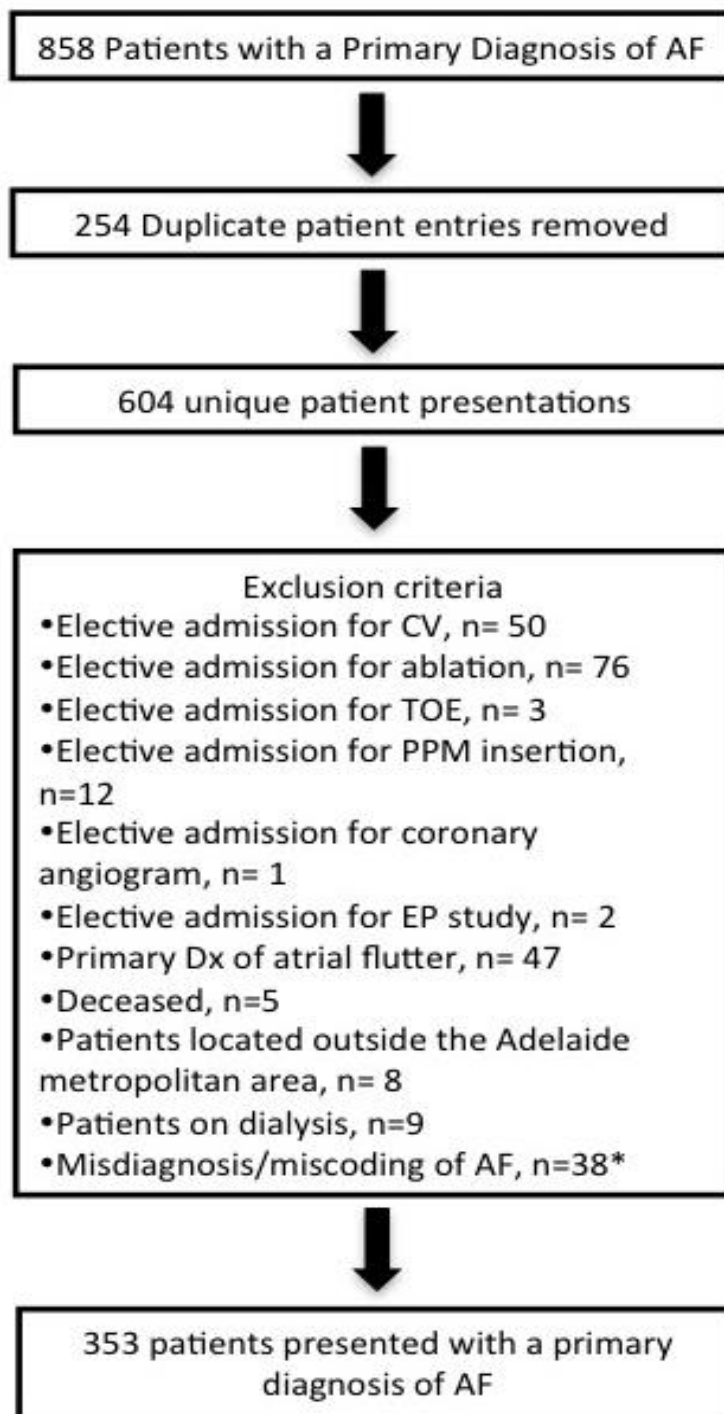 858 Patients with a Primary Diagnosis of AF
254 Duplicate patient entries removed
604 unique patient presentations
Exclusion criteria
•Elective admission for CV, n= 50
•Elective admission for ablation, n= 76
•Elective admission for TOE, n= 3
•Elective admission for PPM insertion,
n=12
•Elective admission for coronary
angiogram, n= 1
•Elective admission for EP study, n= 2
•Primary Dx of atrial flutter, n= 47
•Deceased, n=5
•Patients located outside the Adelaide
metropolitan area, n= 8
•Patients on dialysis, n=9
•Misdiagnosis/miscoding of AF, n=38*
353 patients presented with a primary
diagnosis of AF